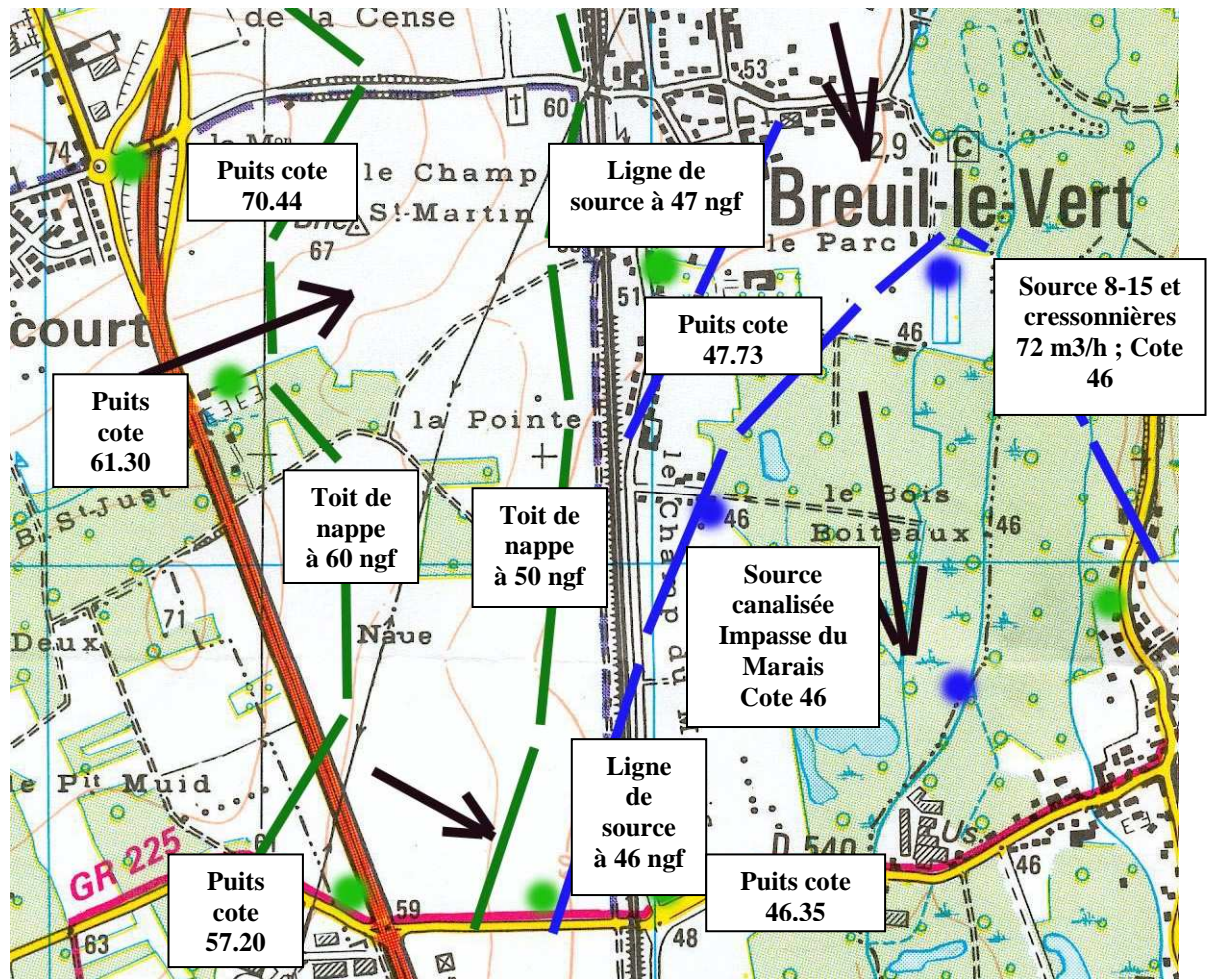 de la Cense
53
60
74
2,9
C
Puits cote
70.44
le Champ
St-Martin
Ligne de
source à 47 ngf
Breuil-le-Vert
le Parc
67
51
court
Puits cote
47.73
46
Source 8-15 et
cressonnières
72 m3/h ; Cote
46
Puits
cote
61.30
la Pointe
St-Just
Toit de
nappe
à 60 ngf
Toit de
nappe
à 50 ngf
le Champ du M
46
le Bois
Boiteaux
46
Source
canalisée
Impasse du
Marais
Cote 46
71
Deux
Naue
le Pit Muid
Ligne
de
source
à 46 ngf
D 540
Us.
46
GR 225
Puits
cote
57.20
Puits cote
46.35
59
63
48